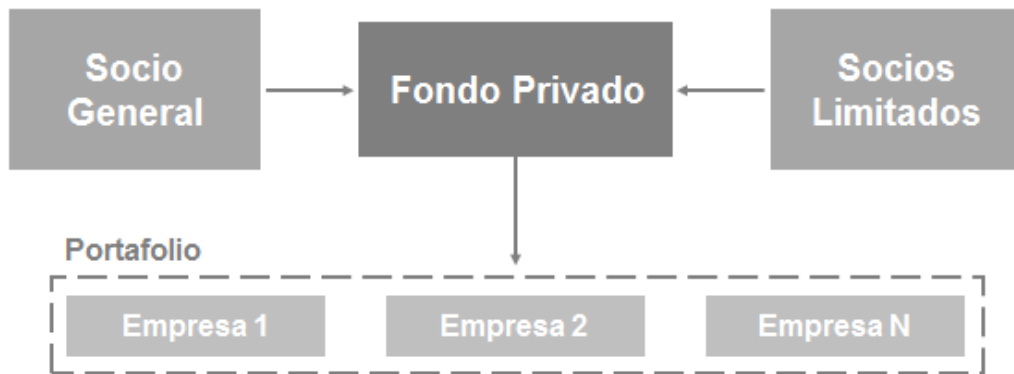 Socio
General
Fondo Privado
Socios
Limitados
Portafolio
Empresa 1
Empresa 2
Empresa N